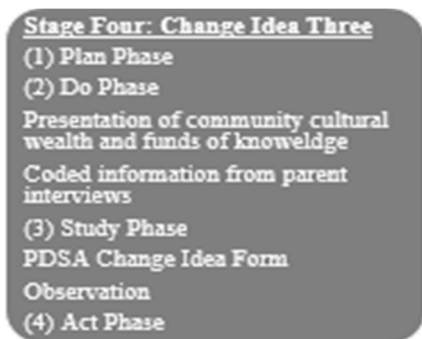 Stage Four: Change Idea Three
(1) Plan Phase
(2) Do Phase
Presentation of community cultural
wealth and funds of knoweldge
Coded information from parent
interviews
(3) Study Phase
PDSA Change Idea Form
Observation
(4) Act Phase